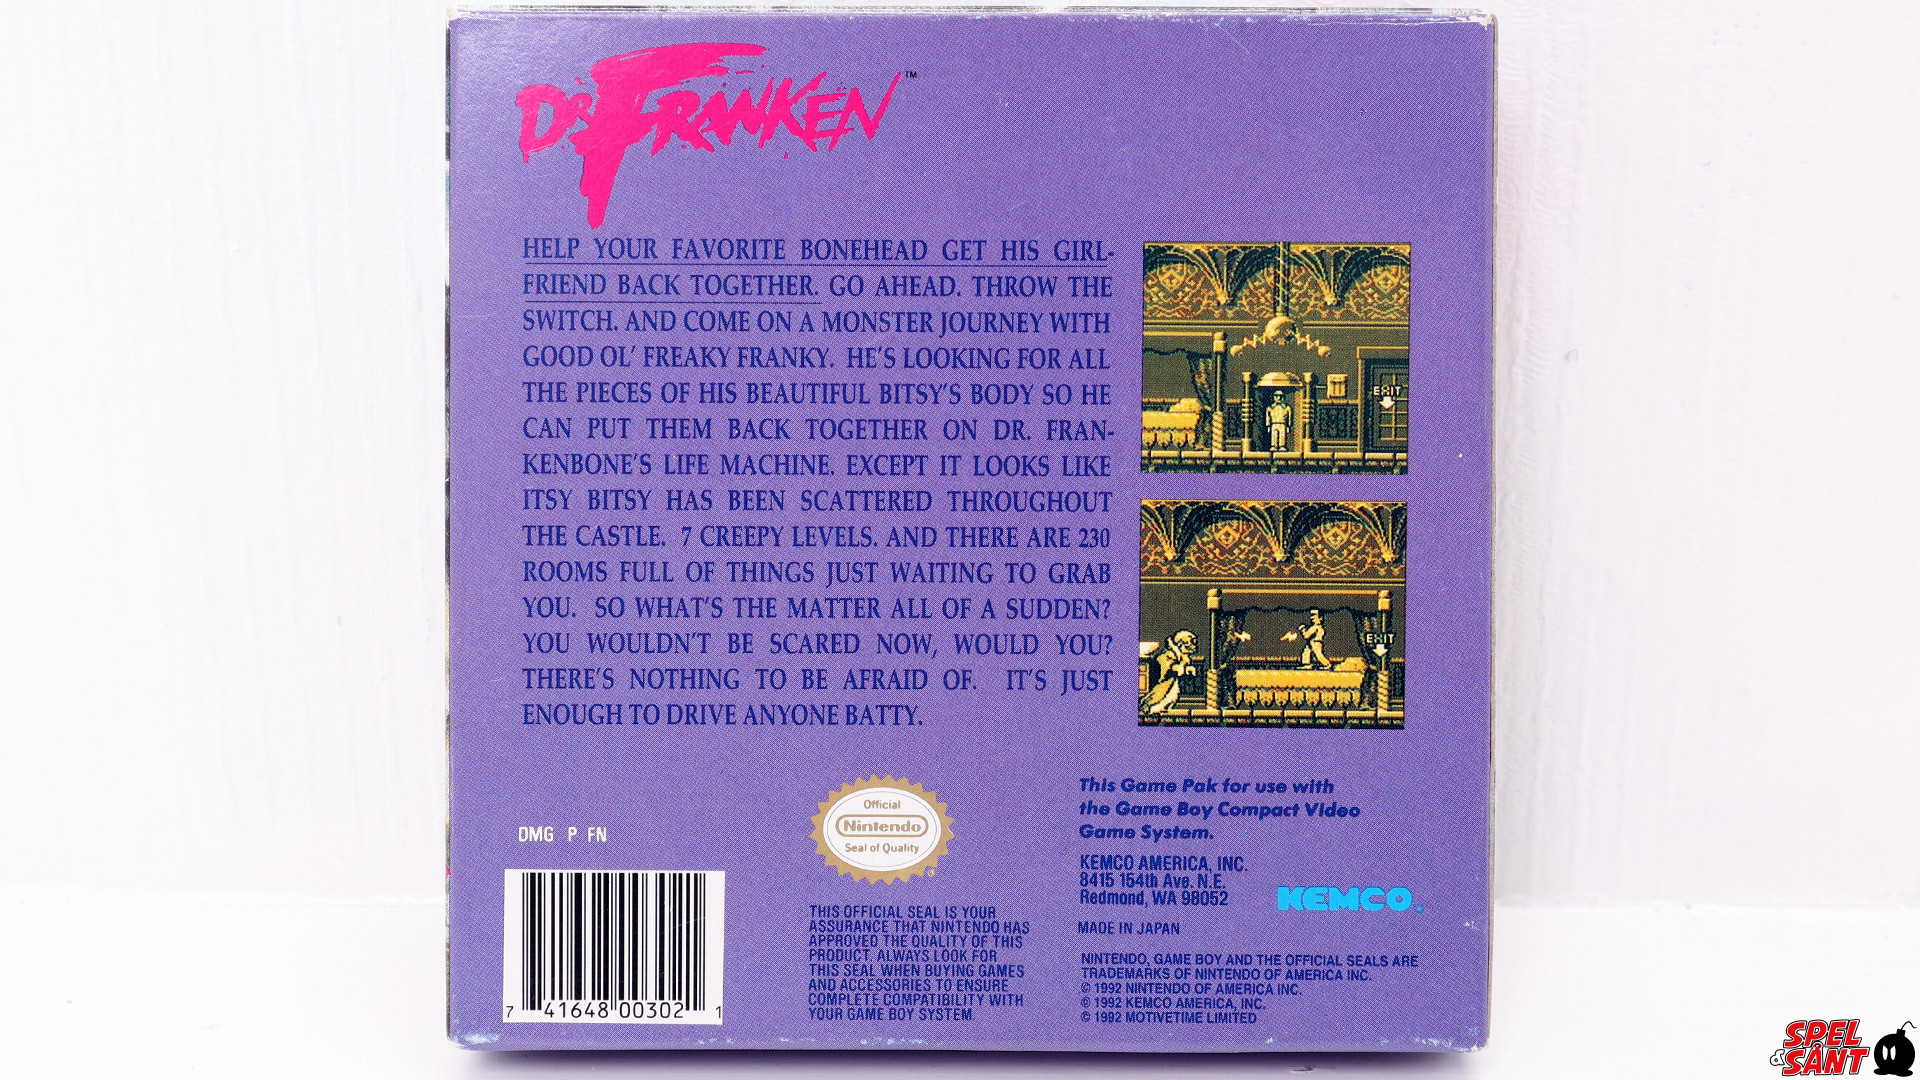 DR. FRANKEN™
HELP YOUR FAVORITE BONEHEAD GET HIS GIRL-
FRIEND BACK TOGETHER. GO AHEAD. THROW THE
SWITCH. AND COME ON A MONSTER JOURNEY WITH
GOOD OL' FREAKY FRANKY. HE'S LOOKING FOR ALL
THE PIECES OF HIS BEAUTIFUL BITSY'S BODY SO HE
CAN PUT THEM BACK TOGETHER ON DR. FRAN-
KENBONE'S LIFE MACHINE. EXCEPT IT LOOKS LIKE
ITSY BITSY HAS BEEN SCATTERED THROUGHOUT
THE CASTLE. 7 CREEPY LEVELS. AND THERE ARE 230
ROOMS FULL OF THINGS JUST WAITING TO GRAB
YOU. SO WHAT'S THE MATTER ALL OF A SUDDEN?
YOU WOULDN'T BE SCARED NOW, WOULD YOU?
THERE'S NOTHING TO BE AFRAID OF. IT'S JUST
ENOUGH TO DRIVE ANYONE BATTY.
EXIT
EXIT
DMG P FN
7 41648 00302 1
Official
Nintendo
Seal of Quality
®
THIS OFFICIAL SEAL IS YOUR
ASSURANCE THAT NINTENDO HAS
APPROVED THE QUALITY OF THIS
PRODUCT. ALWAYS LOOK FOR
THIS SEAL WHEN BUYING GAMES
AND ACCESSORIES TO ENSURE
COMPLETE COMPATIBILITY WITH
YOUR GAME BOY SYSTEM.
This Game Pak for use with
the Game Boy Compact Video
Game System.
KEMCO AMERICA, INC.
8415 154th Ave. N.E.
Redmond, WA 98052
KEMCO®
MADE IN JAPAN
NINTENDO, GAME BOY AND THE OFFICIAL SEALS ARE
TRADEMARKS OF NINTENDO OF AMERICA INC.
© 1992 NINTENDO OF AMERICA INC.
© 1992 KEMCO AMERICA, INC.
© 1992 MOTIVETIME LIMITED
SPEL
& SÅNT